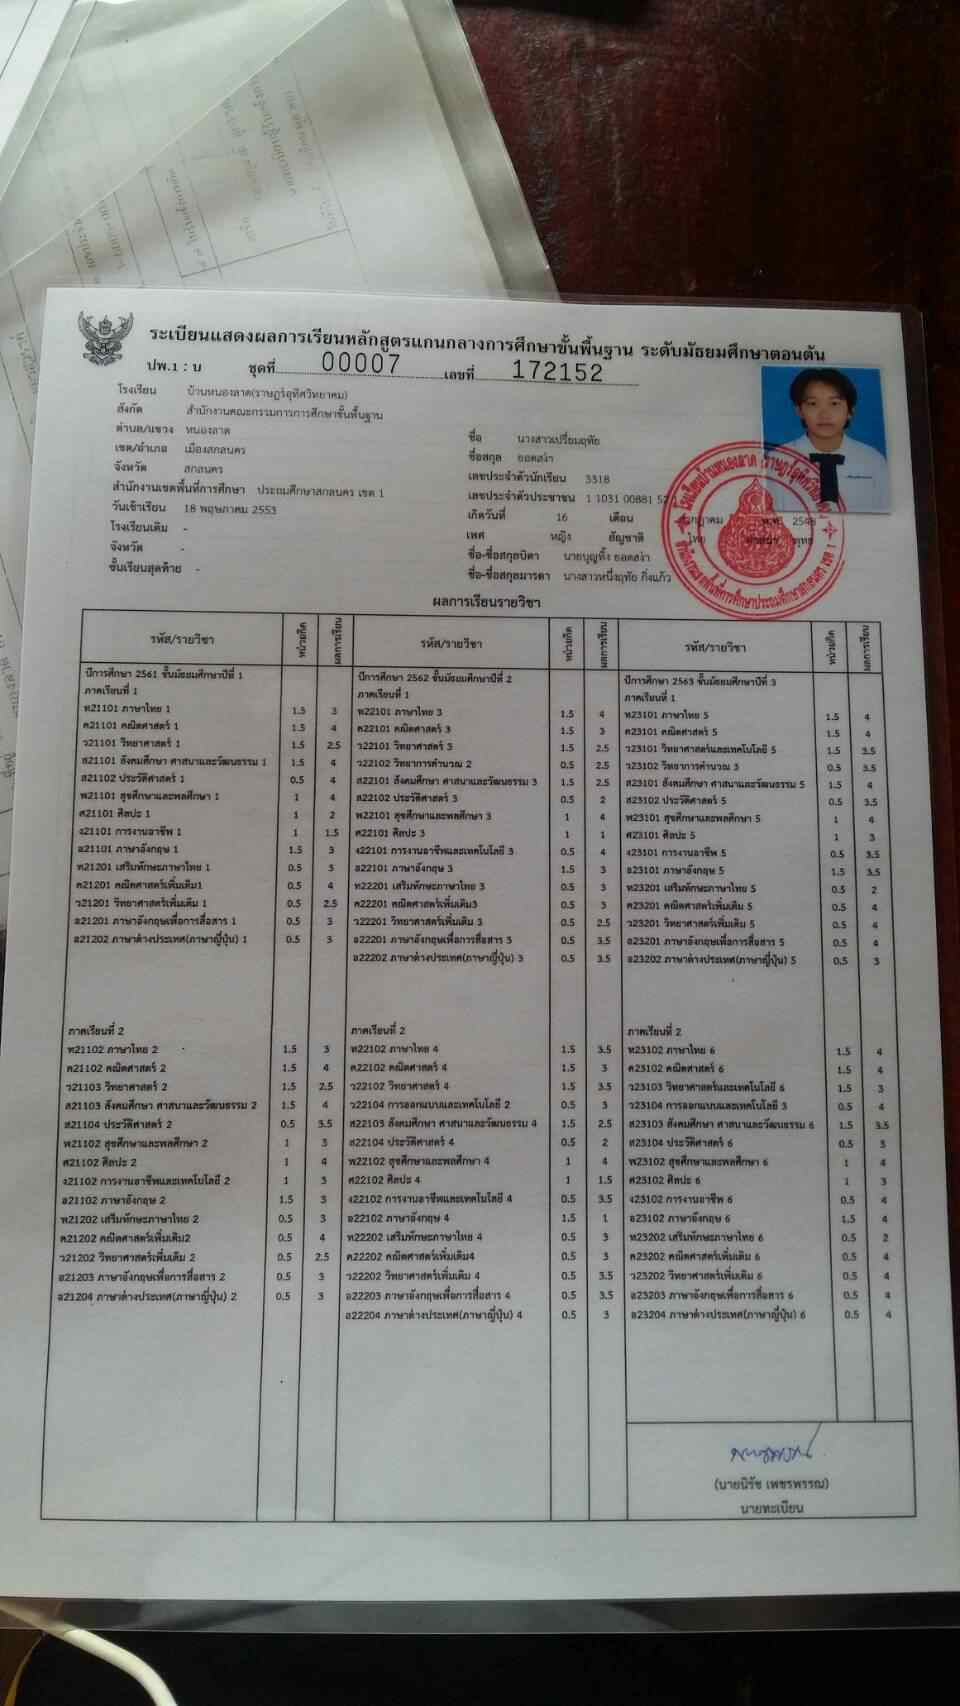 ระเบียนแสดงผลการเรียนหลักสูตรแกนกลางการศึกษาขั้นพื้นฐาน ระดับมัธยมศึกษาตอนต้น
ปพ.1 : บ ชุดที่ 00007 เลขที่ 172152
โรงเรียน บ้านหนองลาด(ราษฎร์อุทิศวิทยาคม)
สังกัด สำนักงานคณะกรรมการการศึกษาขั้นพื้นฐาน
ตำบล/แขวง หนองลาด
เขต/อำเภอ เมืองสกลนคร
จังหวัด สกลนคร
สำนักงานเขตพื้นที่การศึกษา ประถมศึกษาสกลนคร เขต 1
วันเข้าเรียน 18 พฤษภาคม 2553
โรงเรียนเดิม -
จังหวัด -
ชั้นเรียนสุดท้าย -
ชื่อ นางสาวเปรี่ยมฤทัย
ชื่อสกุล ยอดสง่า
เลขประจำตัวนักเรียน 3318
เลขประจำตัวประชาชน 1 1031 00881 52
เกิดวันที่ 16 เดือน กรกฎาคม พ.ศ. 2548
เพศ หญิง สัญชาติ ไทย ศาสนา พุทธ
ชื่อ-ชื่อสกุลบิดา นายบุญทิ้ง ยอดสง่า
ชื่อ-ชื่อสกุลมารดา นางสาวหนึ่งฤทัย กิ่งแก้ว
ผลการเรียนรายวิชา
รหัส/รายวิชา หน่วยกิต ผลการเรียน
ปีการศึกษา 2561 ชั้นมัธยมศึกษาปีที่ 1
ภาคเรียนที่ 1
ท21101 ภาษาไทย 1 1.5 3
ค21101 คณิตศาสตร์ 1 1.5 4
ว21101 วิทยาศาสตร์ 1 1.5 2.5
ส21101 สังคมศึกษา ศาสนาและวัฒนธรรม 1 1.5 4
ส21102 ประวัติศาสตร์ 1 0.5 4
พ21101 สุขศึกษาและพลศึกษา 1 1 4
ศ21101 ศิลปะ 1 1 2
ง21101 การงานอาชีพ 1 1 1.5
อ21101 ภาษาอังกฤษ 1 1.5 3
ท21201 เสริมทักษะภาษาไทย 1 0.5 3
ค21201 คณิตศาสตร์เพิ่มเติม1 0.5 4
ว21201 วิทยาศาสตร์เพิ่มเติม 1 0.5 2.5
อ21201 ภาษาอังกฤษเพื่อการสื่อสาร 1 0.5 3
อ21202 ภาษาต่างประเทศ(ภาษาญี่ปุ่น) 1 0.5 3
ภาคเรียนที่ 2
ท21102 ภาษาไทย 2 1.5 3
ค21102 คณิตศาสตร์ 2 1.5 4
ว21103 วิทยาศาสตร์ 2 1.5 2.5
ส21103 สังคมศึกษา ศาสนาและวัฒนธรรม 2 1.5 4
ส21104 ประวัติศาสตร์ 2 0.5 3.5
พ21102 สุขศึกษาและพลศึกษา 2 1 3
ศ21102 ศิลปะ 2 1 4
ง21102 การงานอาชีพและเทคโนโลยี 2 1 3
อ21102 ภาษาอังกฤษ 2 1.5 3
ท21202 เสริมทักษะภาษาไทย 2 0.5 3
ค21202 คณิตศาสตร์เพิ่มเติม2 0.5 4
ว21202 วิทยาศาสตร์เพิ่มเติม 2 0.5 2.5
อ21203 ภาษาอังกฤษเพื่อการสื่อสาร 2 0.5 3
อ21204 ภาษาต่างประเทศ(ภาษาญี่ปุ่น) 2 0.5 3
รหัส/รายวิชา หน่วยกิต ผลการเรียน
ปีการศึกษา 2562 ชั้นมัธยมศึกษาปีที่ 2
ภาคเรียนที่ 1
ท22101 ภาษาไทย 3 1.5 4
ค22101 คณิตศาสตร์ 3 1.5 3
ว22101 วิทยาศาสตร์ 3 1.5 2.5
ว22102 วิทยาการคำนวณ 2 0.5 2.5
ส22101 สังคมศึกษา ศาสนาและวัฒนธรรม 3 1.5 2.5
ส22102 ประวัติศาสตร์ 3 0.5 2
พ22101 สุขศึกษาและพลศึกษา 3 1 4
ศ22101 ศิลปะ 3 1 1
ง22101 การงานอาชีพและเทคโนโลยี 3 0.5 4
อ22101 ภาษาอังกฤษ 3 1.5 3
ท22201 เสริมทักษะภาษาไทย 3 0.5 3
ค22201 คณิตศาสตร์เพิ่มเติม3 0.5 3
ว22201 วิทยาศาสตร์เพิ่มเติม 3 0.5 2.5
อ22201 ภาษาอังกฤษเพื่อการสื่อสาร 3 0.5 3.5
อ22202 ภาษาต่างประเทศ(ภาษาญี่ปุ่น) 3 0.5 3.5
ภาคเรียนที่ 2
ท22102 ภาษาไทย 4 1.5 3.5
ค22102 คณิตศาสตร์ 4 1.5 3
ว22102 วิทยาศาสตร์ 4 1.5 3.5
ว22104 การออกแบบและเทคโนโลยี 2 0.5 3
ส22103 สังคมศึกษา ศาสนาและวัฒนธรรม 4 1.5 2.5
ส22104 ประวัติศาสตร์ 4 0.5 2
พ22102 สุขศึกษาและพลศึกษา 4 1 4
ศ22102 ศิลปะ 4 1 1.5
ง22102 การงานอาชีพและเทคโนโลยี 4 0.5 3.5
อ22102 ภาษาอังกฤษ 4 1.5 1
ท22202 เสริมทักษะภาษาไทย 4 0.5 3
ค22202 คณิตศาสตร์เพิ่มเติม4 0.5 3
ว22202 วิทยาศาสตร์เพิ่มเติม 4 0.5 3.5
อ22203 ภาษาอังกฤษเพื่อการสื่อสาร 4 0.5 3.5
อ22204 ภาษาต่างประเทศ(ภาษาญี่ปุ่น) 4 0.5 3
รหัส/รายวิชา หน่วยกิต ผลการเรียน
ปีการศึกษา 2563 ชั้นมัธยมศึกษาปีที่ 3
ภาคเรียนที่ 1
ท23101 ภาษาไทย 5 1.5 4
ค23101 คณิตศาสตร์ 5 1.5 4
ว23101 วิทยาศาสตร์และเทคโนโลยี 5 1.5 3.5
ว23102 วิทยาการคำนวณ 3 0.5 3.5
ส23101 สังคมศึกษา ศาสนาและวัฒนธรรม 5 1.5 4
ส23102 ประวัติศาสตร์ 5 0.5 3.5
พ23101 สุขศึกษาและพลศึกษา 5 1 4
ศ23101 ศิลปะ 5 1 3
ง23101 การงานอาชีพ 5 0.5 3.5
อ23101 ภาษาอังกฤษ 5 1.5 3.5
ท23201 เสริมทักษะภาษาไทย 5 0.5 2
ค23201 คณิตศาสตร์เพิ่มเติม 5 0.5 4
ว23201 วิทยาศาสตร์เพิ่มเติม 5 0.5 4
อ23201 ภาษาอังกฤษเพื่อการสื่อสาร 5 0.5 4
อ23202 ภาษาต่างประเทศ(ภาษาญี่ปุ่น) 5 0.5 3
ภาคเรียนที่ 2
ท23102 ภาษาไทย 6 1.5 4
ค23102 คณิตศาสตร์ 6 1.5 4
ว23103 วิทยาศาสตร์และเทคโนโลยี 6 1.5 3
ว23104 การออกแบบและเทคโนโลยี 3 0.5 4
ส23103 สังคมศึกษา ศาสนาและวัฒนธรรม 6 1.5 3.5
ส23104 ประวัติศาสตร์ 6 0.5 3
พ23102 สุขศึกษาและพลศึกษา 6 1 4
ศ23102 ศิลปะ 6 1 3
ง23102 การงานอาชีพ 6 0.5 4
อ23102 ภาษาอังกฤษ 6 1.5 4
ท23202 เสริมทักษะภาษาไทย 6 0.5 2
ค23202 คณิตศาสตร์เพิ่มเติม 6 0.5 4
ว23202 วิทยาศาสตร์เพิ่มเติม 6 0.5 4
อ23203 ภาษาอังกฤษเพื่อการสื่อสาร 6 0.5 4
อ23204 ภาษาต่างประเทศ(ภาษาญี่ปุ่น) 6 0.5 4
(นายนิรัช เพชรพรรณ)
นายทะเบียน